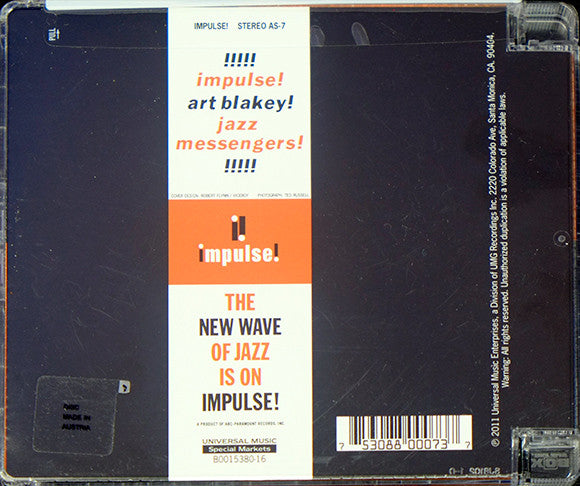 PULL
IMPULSE! STEREO AS-7
!!!!!
impulse!
art blakey!
jazz
messengers!
!!!!!
COVER DESIGN: ROBERT FLYNN / VICEROY PHOTOGRAPH: TED RUSSELL
impulse!
THE
NEW WAVE
OF JAZZ
IS ON
IMPULSE!
A PRODUCT OF ABC-PARAMOUNT RECORDS, INC.
UNIVERSAL MUSIC
Special Markets
B0015380-16
DISC
MADE IN
AUSTRIA
7 53088 00073 7
℗ 2011 Universal Music Enterprises, a Division of UMG Recordings Inc. 2220 Colorado Ave, Santa Monica, CA. 90404.
Warning: All rights reserved. Unauthorized duplication is a violation of applicable laws.